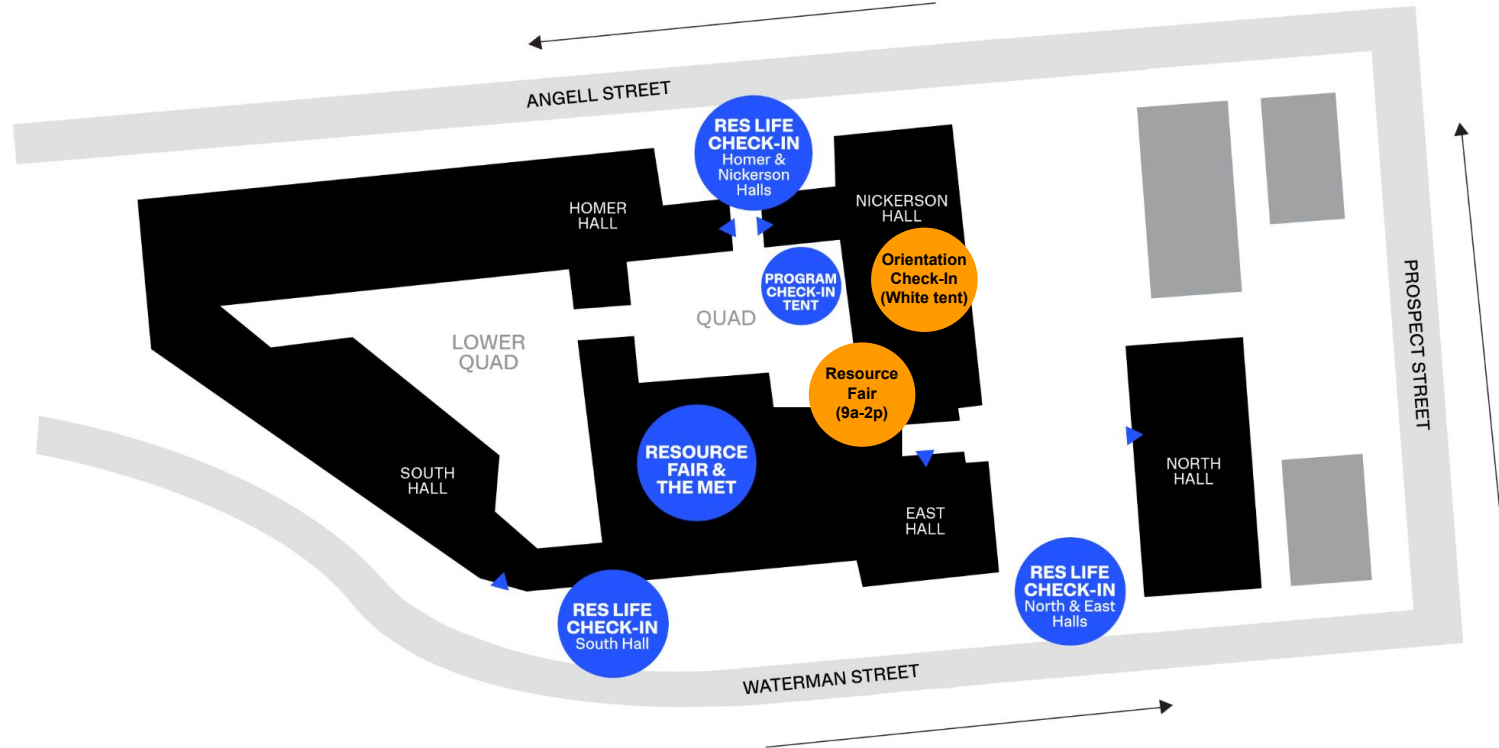 ANGELL STREET
RES LIFE
CHECK-IN
Homer &
Nickerson
Halls
HOMER
HALL
NICKERSON
HALL
Orientation
Check-In
(White tent)
PROGRAM
CHECK-IN
TENT
QUAD
LOWER
QUAD
PROSPECT STREET
Resource
Fair
(9a-2p)
RESOURCE
FAIR &
THE MET
SOUTH
HALL
NORTH
HALL
EAST
HALL
RES LIFE
CHECK-IN
North & East
Halls
RES LIFE
CHECK-IN
South Hall
WATERMAN STREET